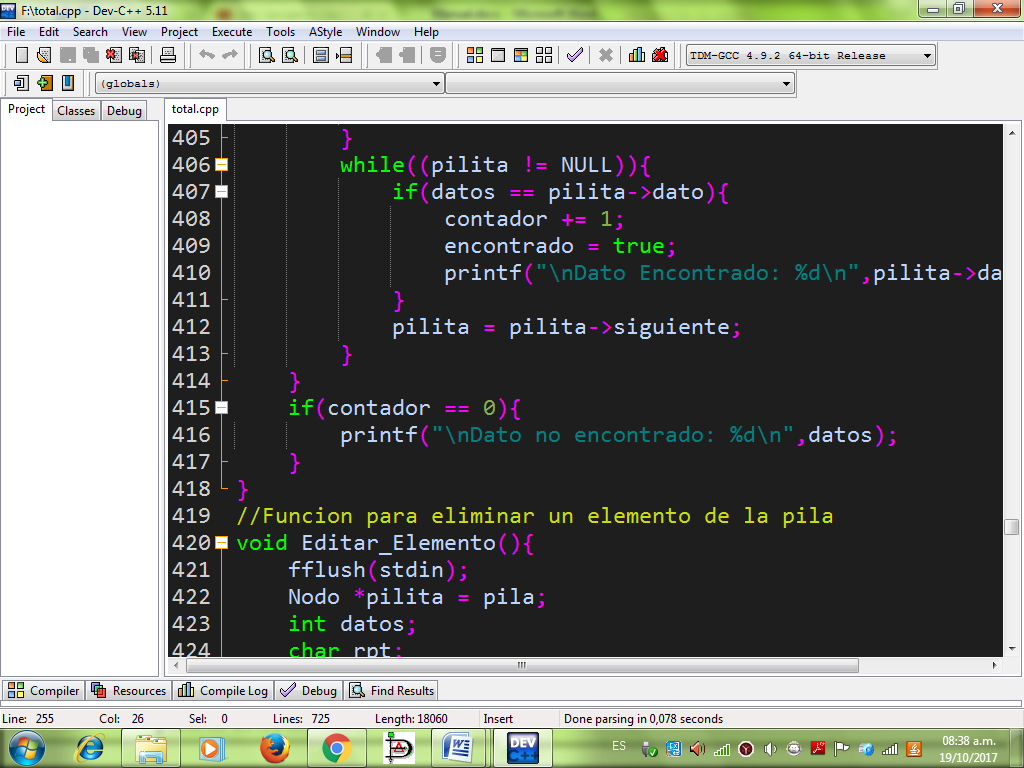 F:\total.cpp - Dev-C++ 5.11
File Edit Search View Project Execute Tools AStyle Window Help
TDM-GCC 4.9.2 64-bit Release
(globals)
Project Classes Debug total.cpp
405 }
406 while((pilita != NULL)){
407 if(datos == pilita->dato){
408 contador += 1;
409 encontrado = true;
410 printf("\nDato Encontrado: %d\n",pilita->da
411 }
412 pilita = pilita->siguiente;
413 }
414 }
415 if(contador == 0){
416 printf("\nDato no encontrado: %d\n",datos);
417 }
418 }
419 //Funcion para eliminar un elemento de la pila
420 void Editar_Elemento(){
421 fflush(stdin);
422 Nodo *pilita = pila;
423 int datos;
424 char rpt;
Compiler Resources Compile Log Debug Find Results
Line: 255 Col: 26 Sel: 0 Lines: 725 Length: 18060 Insert Done parsing in 0,078 seconds
DEV C++
ES
08:38 a.m.
19/10/2017